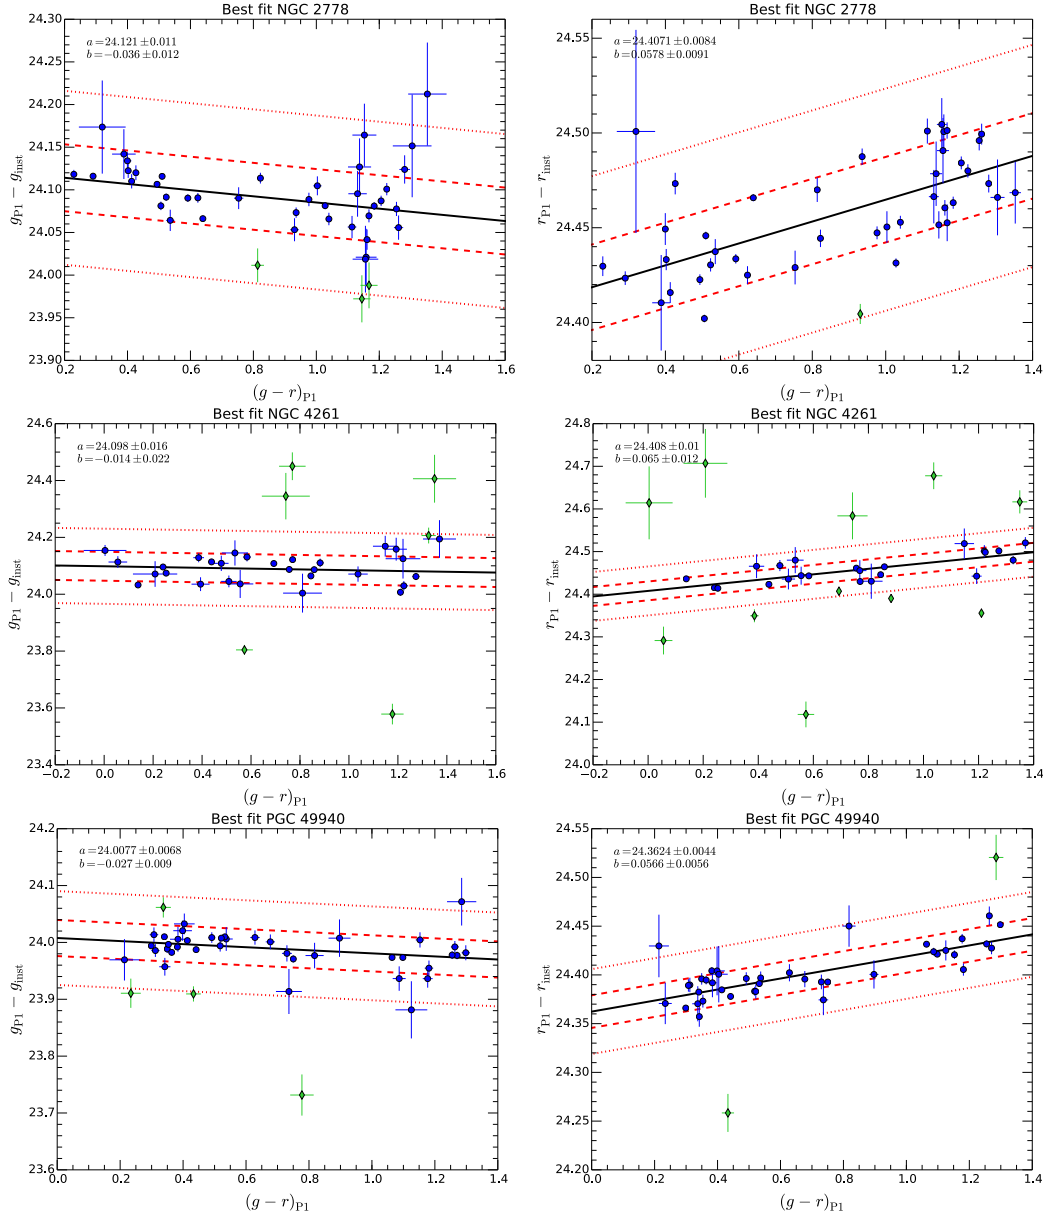 Best fit NGC 2778
a=24.121±0.011
b=−0.036±0.012
24.30
24.25
24.20
24.15
24.10
24.05
24.00
23.95
23.90
g_P1 − g_inst
0.2 0.4 0.6 0.8 1.0 1.2 1.4 1.6
(g − r)_P1
Best fit NGC 2778
a=24.4071±0.0084
b=0.0578±0.0091
24.55
24.50
24.45
24.40
r_P1 − r_inst
0.2 0.4 0.6 0.8 1.0 1.2 1.4
(g − r)_P1
Best fit NGC 4261
a=24.098±0.016
b=−0.014±0.022
24.6
24.4
24.2
24.0
23.8
23.6
23.4
g_P1 − g_inst
−0.2 0.0 0.2 0.4 0.6 0.8 1.0 1.2 1.4 1.6
(g − r)_P1
Best fit NGC 4261
a=24.408±0.01
b=0.065±0.012
24.8
24.7
24.6
24.5
24.4
24.3
24.2
24.1
24.0
r_P1 − r_inst
−0.2 0.0 0.2 0.4 0.6 0.8 1.0 1.2 1.4
(g − r)_P1
Best fit PGC 49940
a=24.0077±0.0068
b=−0.027±0.009
24.2
24.1
24.0
23.9
23.8
23.7
23.6
g_P1 − g_inst
0.0 0.2 0.4 0.6 0.8 1.0 1.2 1.4
(g − r)_P1
Best fit PGC 49940
a=24.3624±0.0044
b=0.0566±0.0056
24.55
24.50
24.45
24.40
24.35
24.30
24.25
24.20
r_P1 − r_inst
0.0 0.2 0.4 0.6 0.8 1.0 1.2 1.4
(g − r)_P1